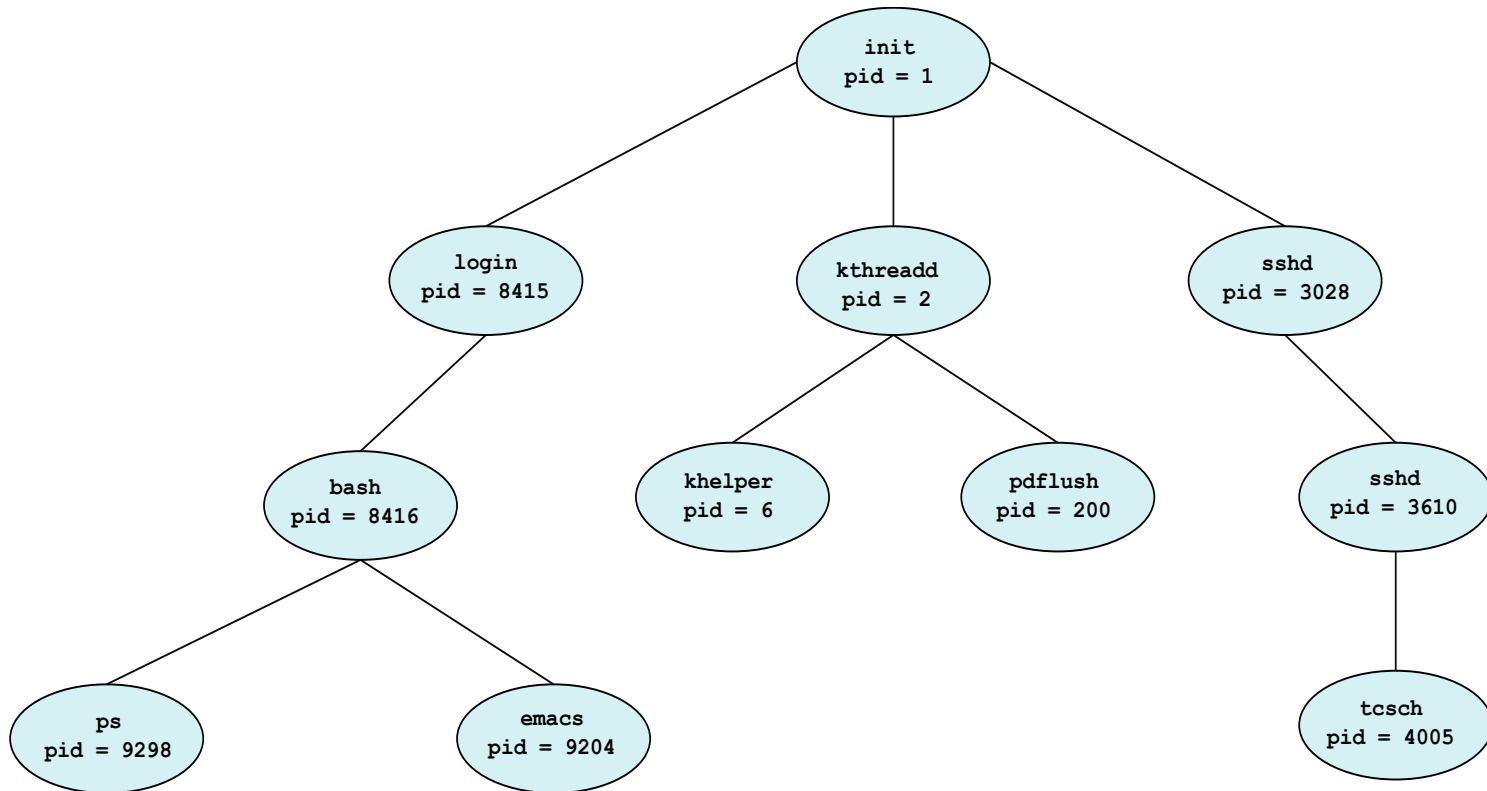 init
pid = 1
login
pid = 8415
kthreadd
pid = 2
sshd
pid = 3028
bash
pid = 8416
khelper
pid = 6
pdflush
pid = 200
sshd
pid = 3610
ps
pid = 9298
emacs
pid = 9204
tcsch
pid = 4005